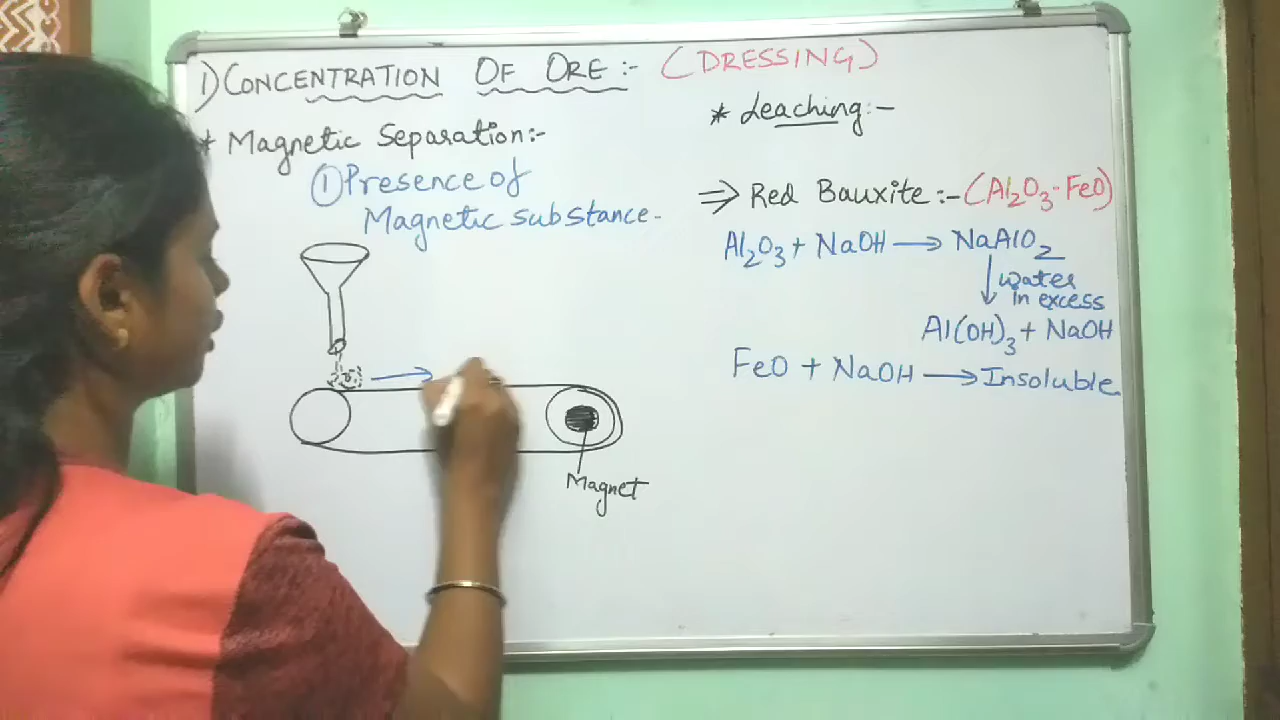 1) CONCENTRATION OF ORE :- (DRESSING)
* Magnetic Separation:-
① Presence of
Magnetic substance.
Magnet
* Leaching:-
⇒ Red Bauxite :- (Al₂O₃·FeO)
Al₂O₃ + NaOH → NaAlO₂
↓ water
in excess
Al(OH)₃ + NaOH
FeO + NaOH → Insoluble.